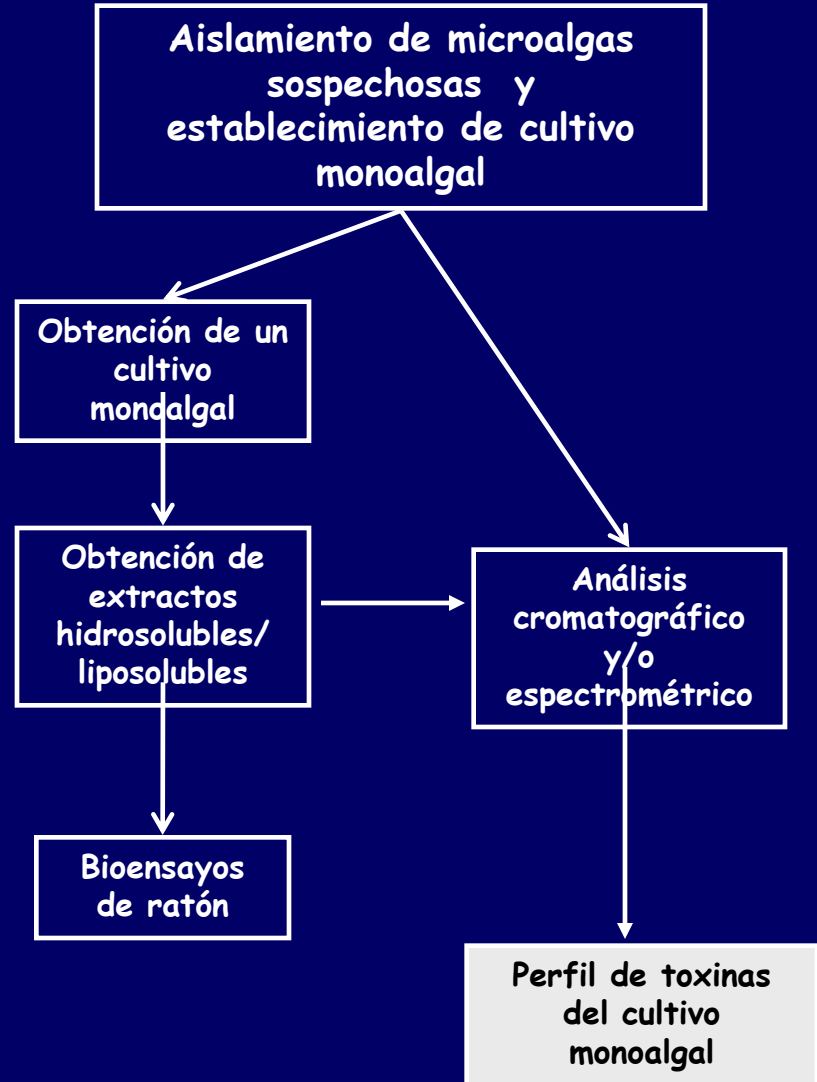 Aislamiento de microalgas
sospechosas y
establecimiento de cultivo
monoalgal
Obtención de un
cultivo
monoalgal
Obtención de
extractos
hidrosolubles/
liposolubles
Análisis
cromatográfico
y/o
espectrométrico
Bioensayos
de ratón
Perfil de toxinas
del cultivo
monoalgal